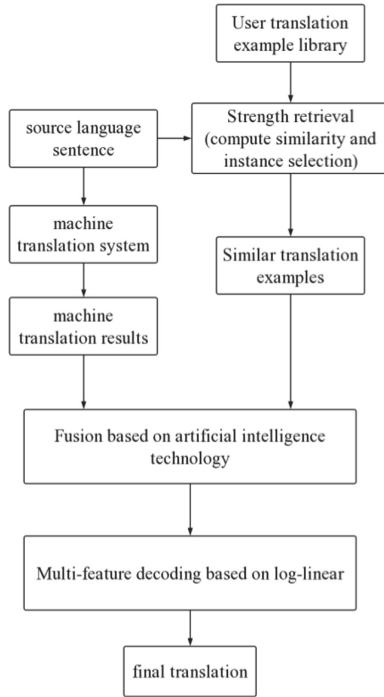 User translation
example library
source language
sentence
Strength retrieval
(compute similarity and
instance selection)
machine
translation system
Similar translation
examples
machine
translation results
Fusion based on artificial intelligence
technology
Multi-feature decoding based on log-linear
final translation